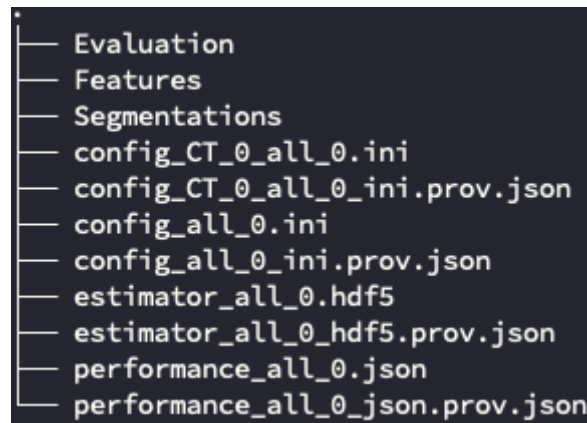 .
├── Evaluation
├── Features
├── Segmentations
├── config_CT_0_all_0.ini
├── config_CT_0_all_0_ini.prov.json
├── config_all_0.ini
├── config_all_0_ini.prov.json
├── estimator_all_0.hdf5
├── estimator_all_0_hdf5.prov.json
├── performance_all_0.json
└── performance_all_0_json.prov.json